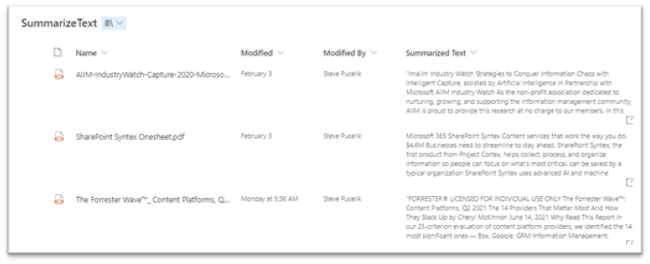 SummarizeText
Name Modified Modified By Summarized Text
AIIM-IndustryWatch-Capture-2020-Microso... February 3 Steve Pucelik
"Imaiim Industry Watch Strategies to Conquer Information Chaos with
Intelligent Capture, assisted by Artificial Intelligence In Partnership with
Microsoft AIIM Industry Watch As the non-profit association dedicated to
nurturing, growing, and supporting the information management community,
AIIM is proud to provide this research at no charge to our members. In this
SharePoint Syntex Onesheet.pdf February 3 Steve Pucelik
Microsoft 365 SharePoint Syntex Content services that work the way you do.
$4.6M Businesses need to streamline to stay ahead. SharePoint Syntex, the
first product from Project Cortex, helps collect, process, and organize
information so people can focus on what's most critical. can be saved by a
typical organization SharePoint Syntex uses advanced AI and machine
The Forrester Wave™_ Content Platforms, Q... Monday at 5:36 AM Steve Pucelik
"FORRESTER® LICENSED FOR INDIVIDUAL USE ONLY The Forrester Wave™:
Content Platforms, Q2 2021 The 14 Providers That Matter Most And How
They Stack Up by Cheryl McKinnon June 14, 2021 Why Read This Report In
our 25-criterion evaluation of content platform providers, we identified the 14
most significant ones — Box, Google, GRM Information Management,